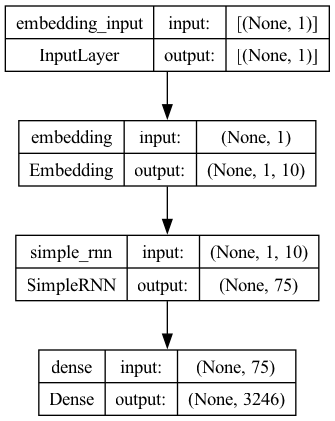 embedding_input input: [(None, 1)]
InputLayer output: [(None, 1)]
embedding input: (None, 1)
Embedding output: (None, 1, 10)
simple_rnn input: (None, 1, 10)
SimpleRNN output: (None, 75)
dense input: (None, 75)
Dense output: (None, 3246)